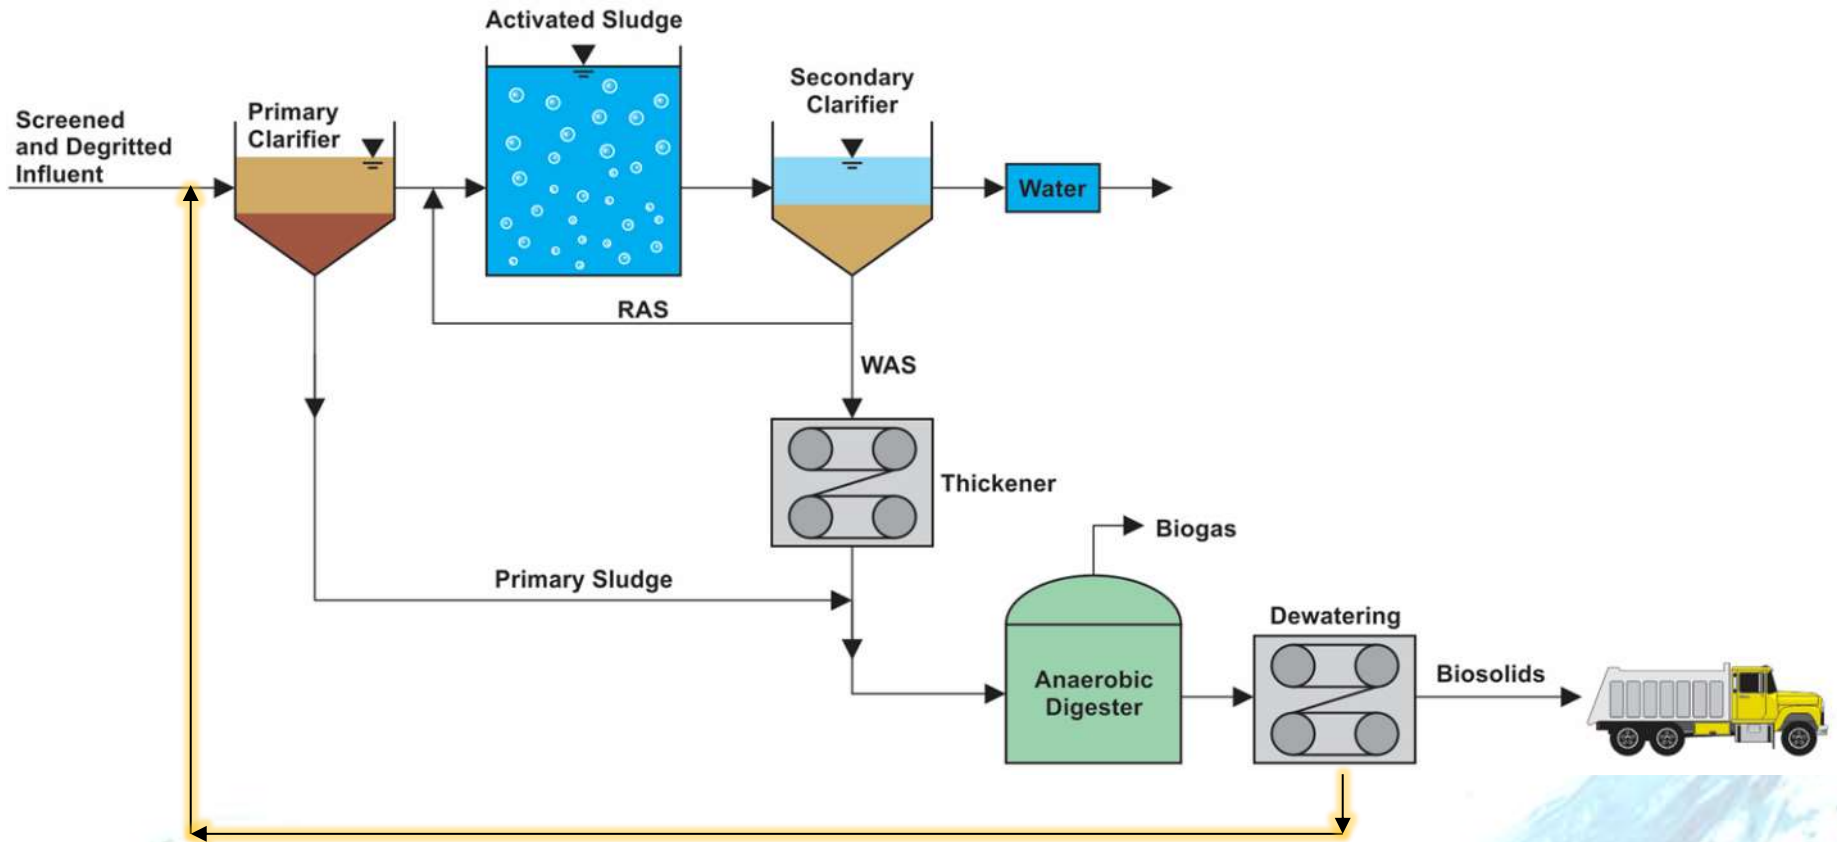 Activated Sludge
Secondary
Clarifier
Primary
Clarifier
Screened
and Degritted
Influent
Water
RAS
WAS
Thickener
Biogas
Primary Sludge
Dewatering
Anaerobic
Digester
Biosolids